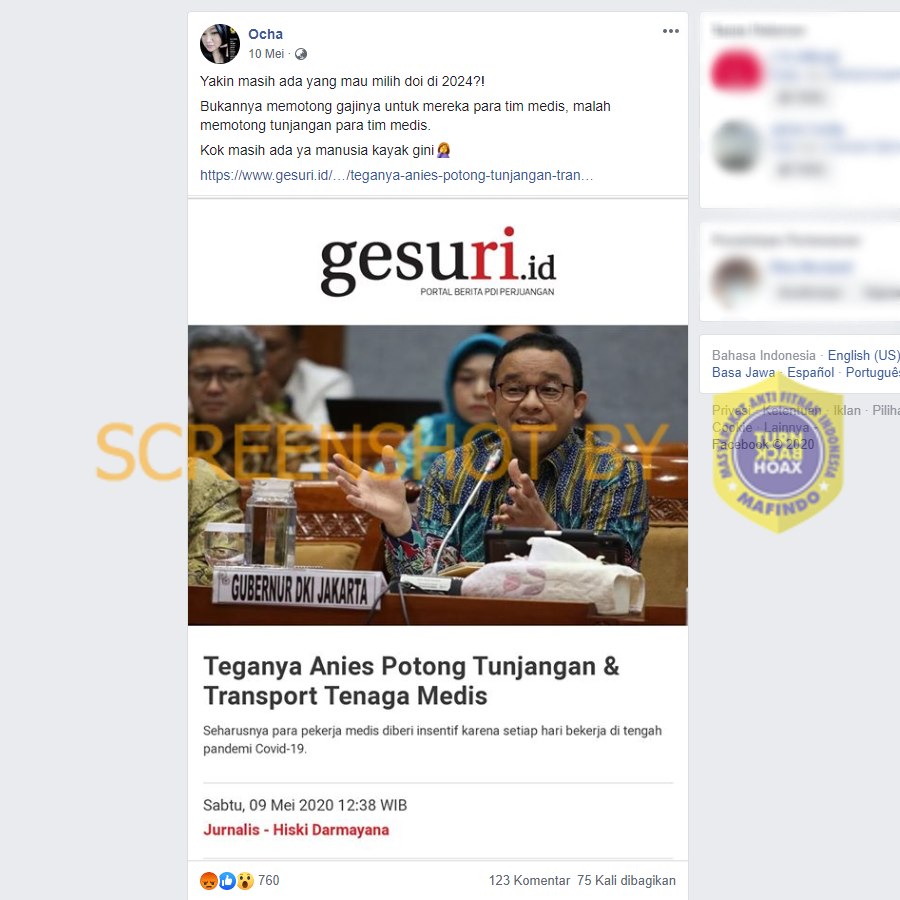 Ocha
10 Mei ·
Yakin masih ada yang mau milih doi di 2024?!
Bukannya memotong gajinya untuk mereka para tim medis, malah
memotong tunjangan para tim medis.
Kok masih ada ya manusia kayak gini🤦‍♀️
https://www.gesuri.id/…/teganya-anies-potong-tunjangan-tran…
gesuri.id
PORTAL BERITA PDI PERJUANGAN
SCREENSHOT BY
GUBERNUR DKI JAKARTA
Teganya Anies Potong Tunjangan &
Transport Tenaga Medis
Seharusnya para pekerja medis diberi insentif karena setiap hari bekerja di tengah
pandemi Covid-19.
Sabtu, 09 Mei 2020 12:38 WIB
Jurnalis - Hiski Darmayana
760
123 Komentar 75 Kali dibagikan
Bahasa Indonesia · English (US)
Basa Jawa · Español · Português
Privasi · Ketentuan · Iklan · Piliha
Cookie · Lainnya ·
Facebook © 2020
MASYARAKAT ANTI FITNAH INDONESIA
TURN
BACK
HOAX
MAFINDO